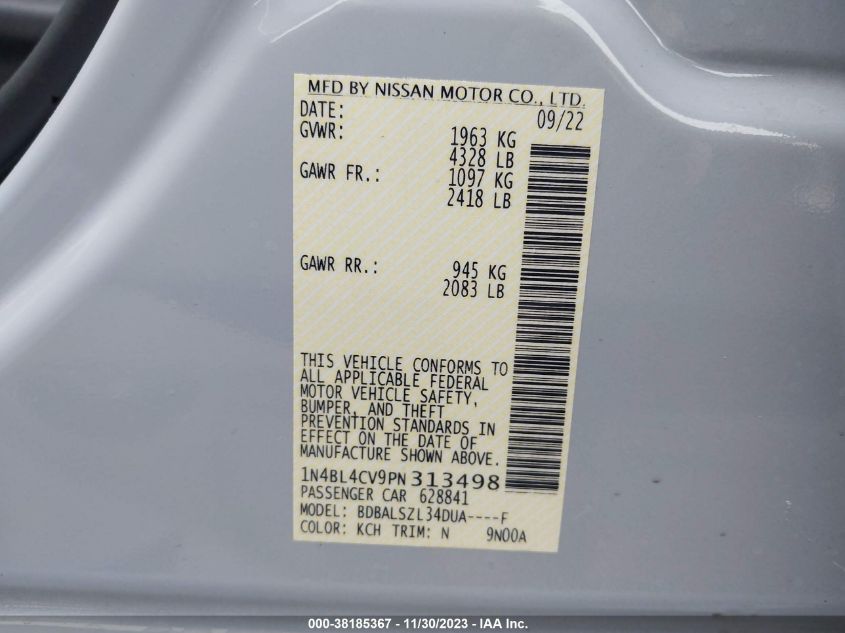 MFD BY NISSAN MOTOR CO., LTD.
DATE: 09/22
GVWR: 1963 KG
4328 LB
GAWR FR.: 1097 KG
2418 LB
GAWR RR.: 945 KG
2083 LB
THIS VEHICLE CONFORMS TO
ALL APPLICABLE FEDERAL
MOTOR VEHICLE SAFETY,
BUMPER, AND THEFT
PREVENTION STANDARDS IN
EFFECT ON THE DATE OF
MANUFACTURE SHOWN ABOVE.
1N4BL4CV9PN313498
PASSENGER CAR 628841
MODEL: BDBALSZL34DUA----F
COLOR: KCH TRIM: N 9N00A
000-38185367 - 11/30/2023 - IAA Inc.